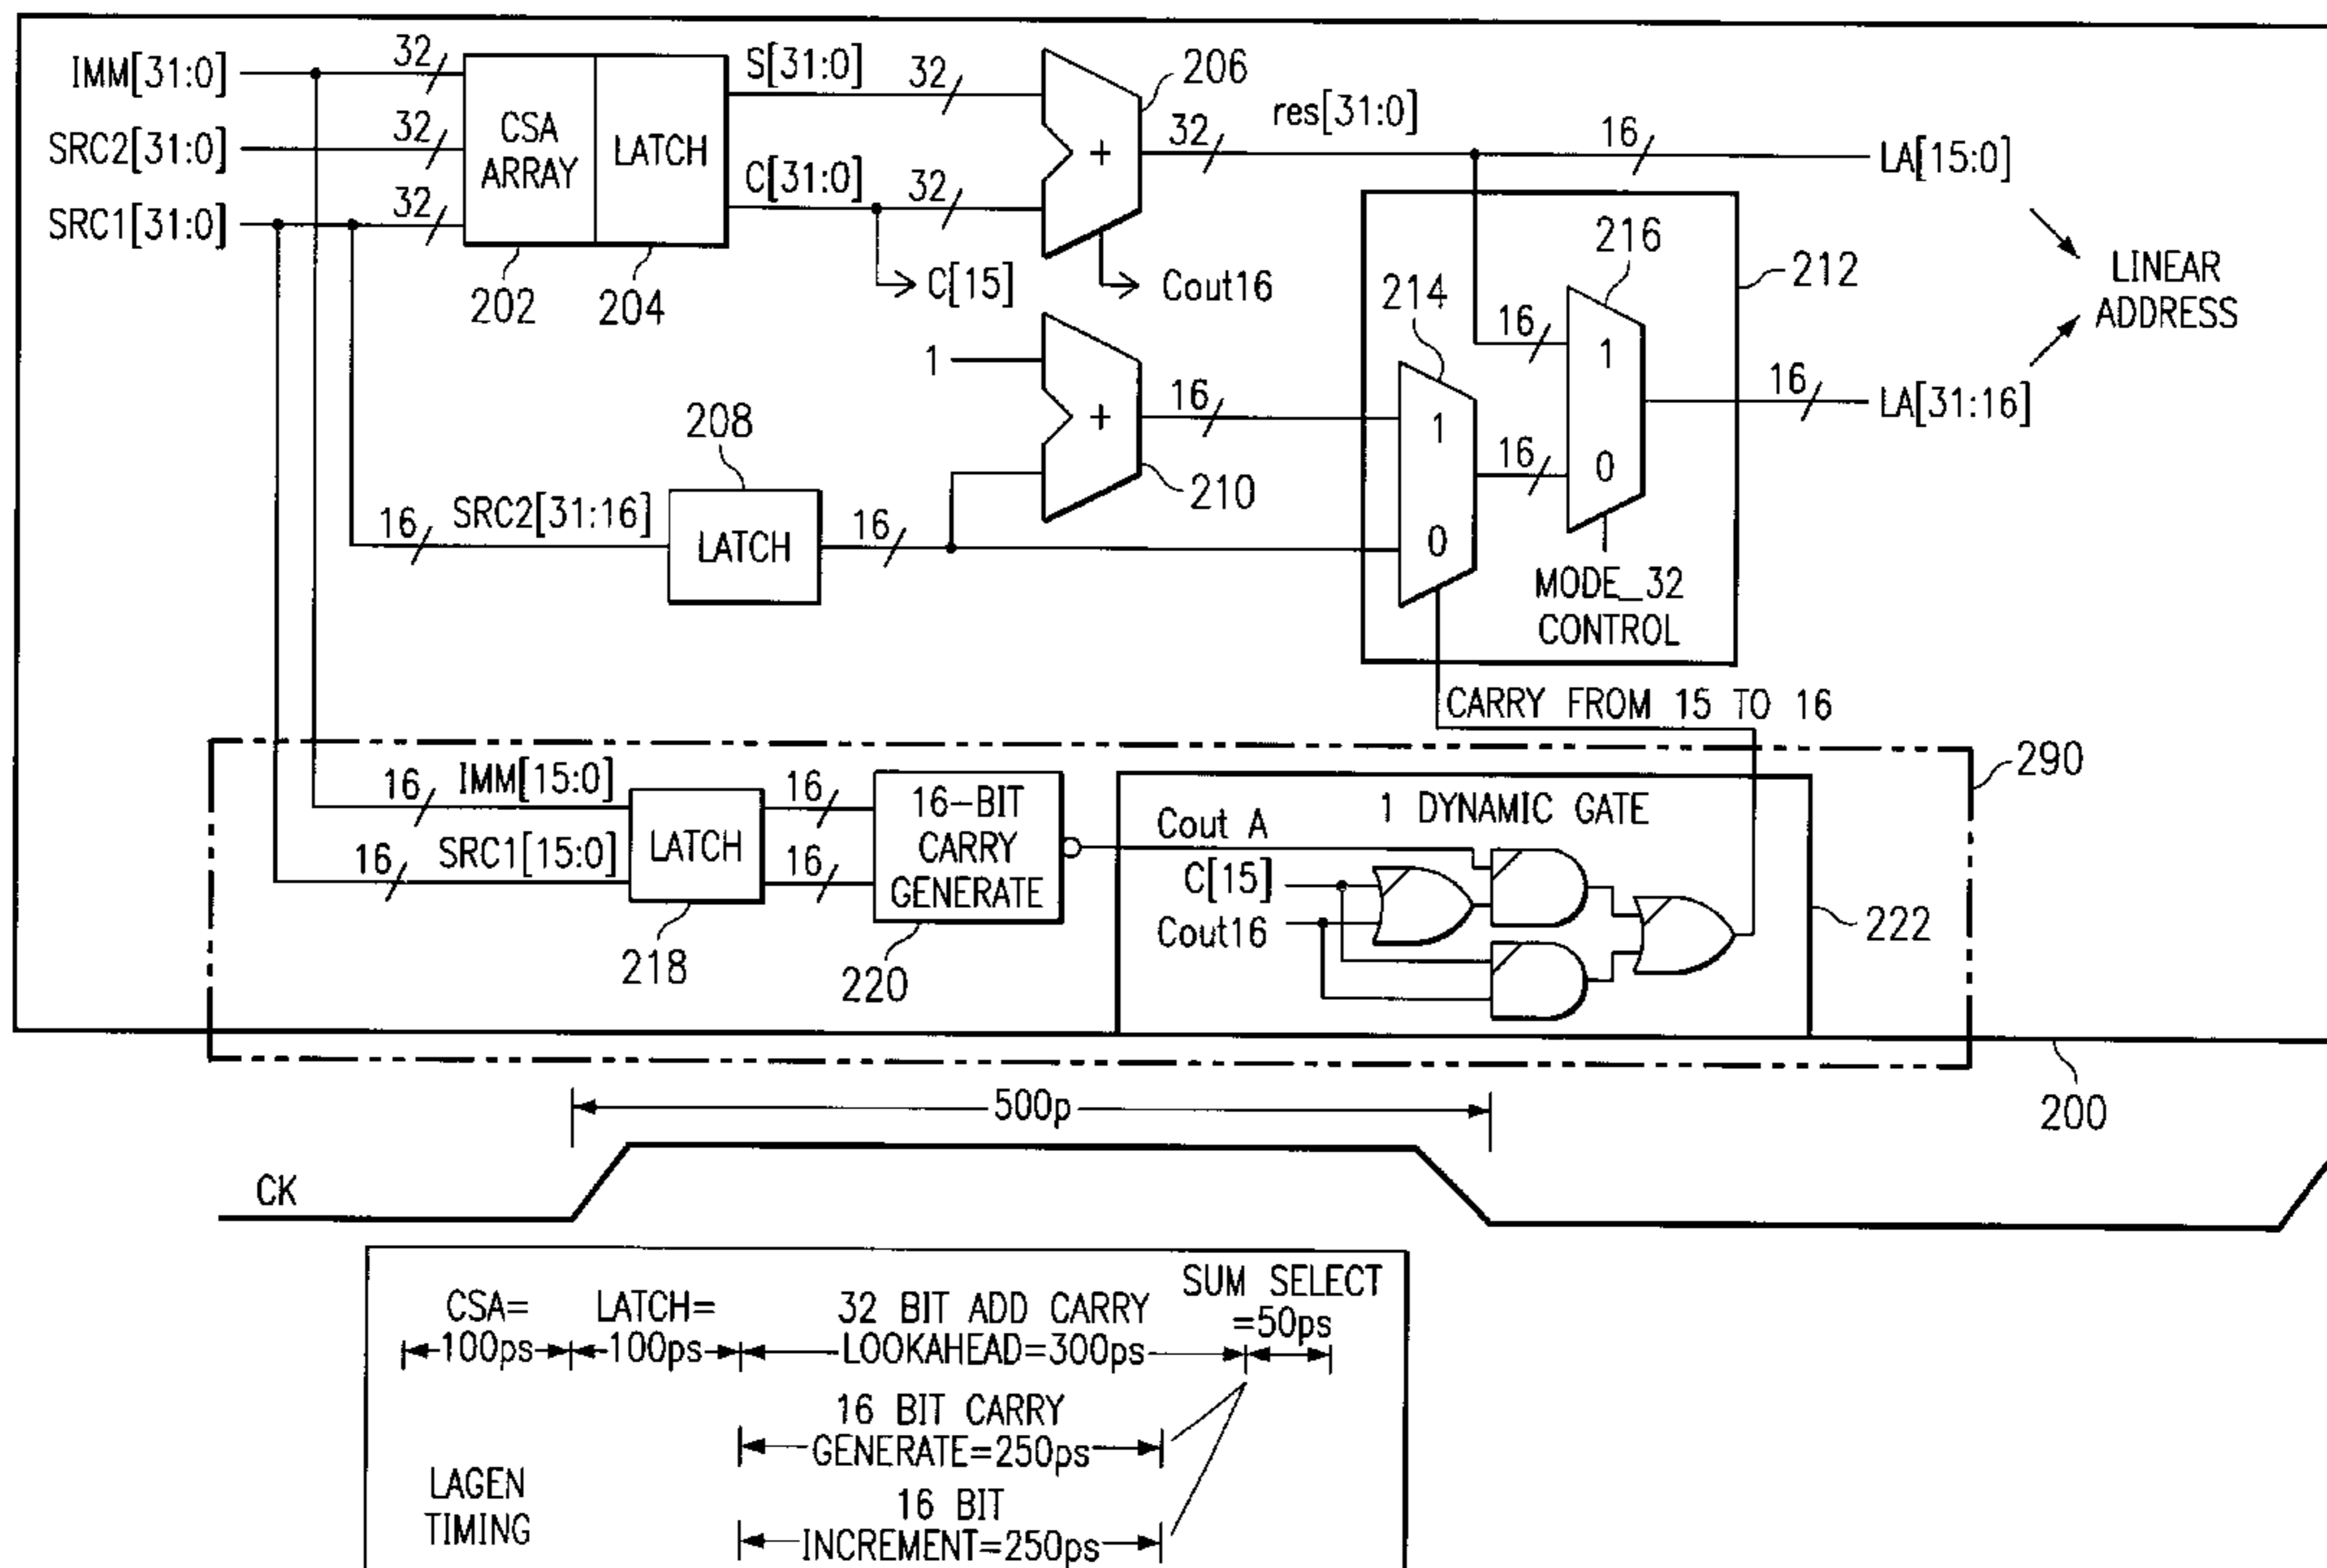 IMM[31:0]
SRC2[31:0]
SRC1[31:0]
32
32
32
CSA
ARRAY
LATCH
202
204
S[31:0]
C[31:0]
32
32
C[15]
+
206
Cout16
32
res[31:0]
16
LA[15:0]
LINEAR
ADDRESS
16
LA[31:16]
212
214
216
16
1
0
16
1
0
MODE_32
CONTROL
1
+
210
16
208
16
SRC2[31:16]
LATCH
16
CARRY FROM 15 TO 16
290
16
IMM[15:0]
16
SRC1[15:0]
LATCH
218
16
16
16-BIT
CARRY
GENERATE
220
1 DYNAMIC GATE
Cout A
C[15]
Cout16
222
200
500p
CK
CSA=
100ps
LATCH=
100ps
32 BIT ADD CARRY
LOOKAHEAD=300ps
SUM SELECT
=50ps
16 BIT CARRY
GENERATE=250ps
LAGEN
TIMING
16 BIT
INCREMENT=250ps